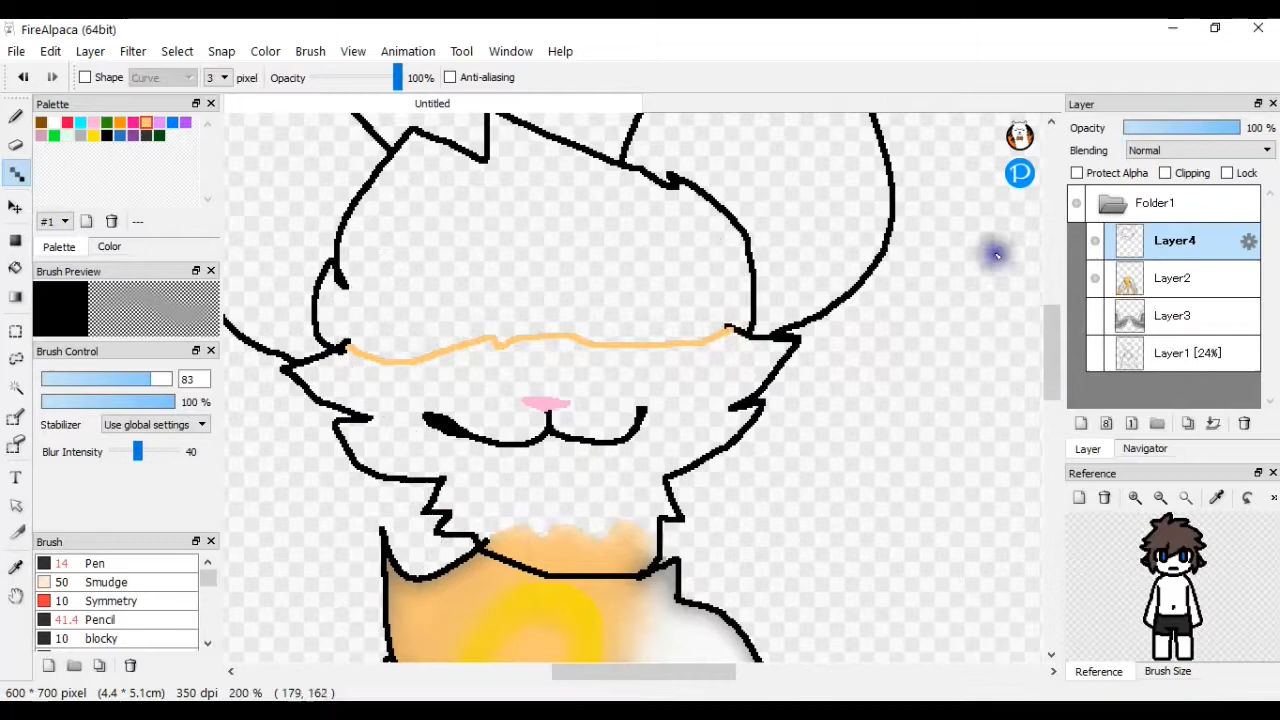 FireAlpaca (64bit)
File Edit Layer Filter Select Snap Color Brush View Animation Tool Window Help
Shape Curve 3 pixel Opacity 100% Anti-aliasing
Palette Untitled Layer
Opacity 100 %
Blending Normal
Protect Alpha Clipping Lock
Folder1
#1 ---
Layer4
Palette Color
Brush Preview
Layer2
Layer3
Brush Control
Layer1 [24%]
83
100 %
Stabilizer Use global settings
Blur Intensity 40
Layer Navigator
Reference
Brush
14 Pen
50 Smudge
10 Symmetry
41.4 Pencil
10 blocky
Reference Brush Size
600 * 700 pixel (4.4 * 5.1cm) 350 dpi 200 % ( 179, 162 )